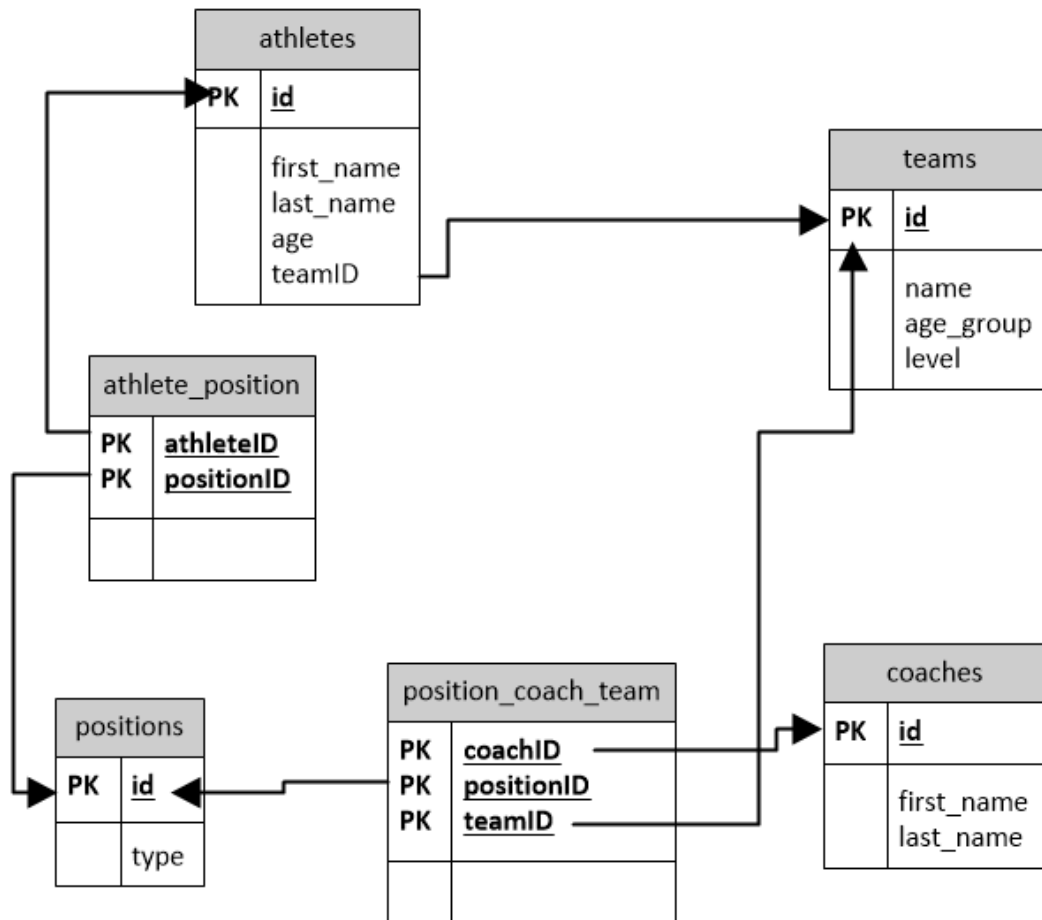 athletes
PK id
first_name
last_name
age
teamID
teams
PK id
name
age_group
level
athlete_position
PK athleteID
PK positionID
positions
PK id
type
position_coach_team
PK coachID
PK positionID
PK teamID
coaches
PK id
first_name
last_name